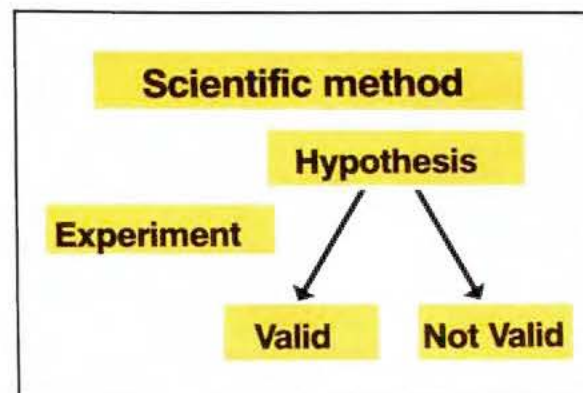 Scientific method
Hypothesis
Experiment
Valid
Not Valid